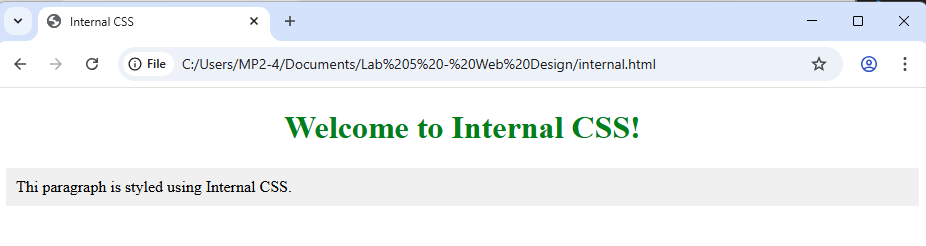 Internal CSS
File
C:/Users/MP2-4/Documents/Lab%205%20-%20Web%20Design/internal.html
Welcome to Internal CSS!
Thi paragraph is styled using Internal CSS.